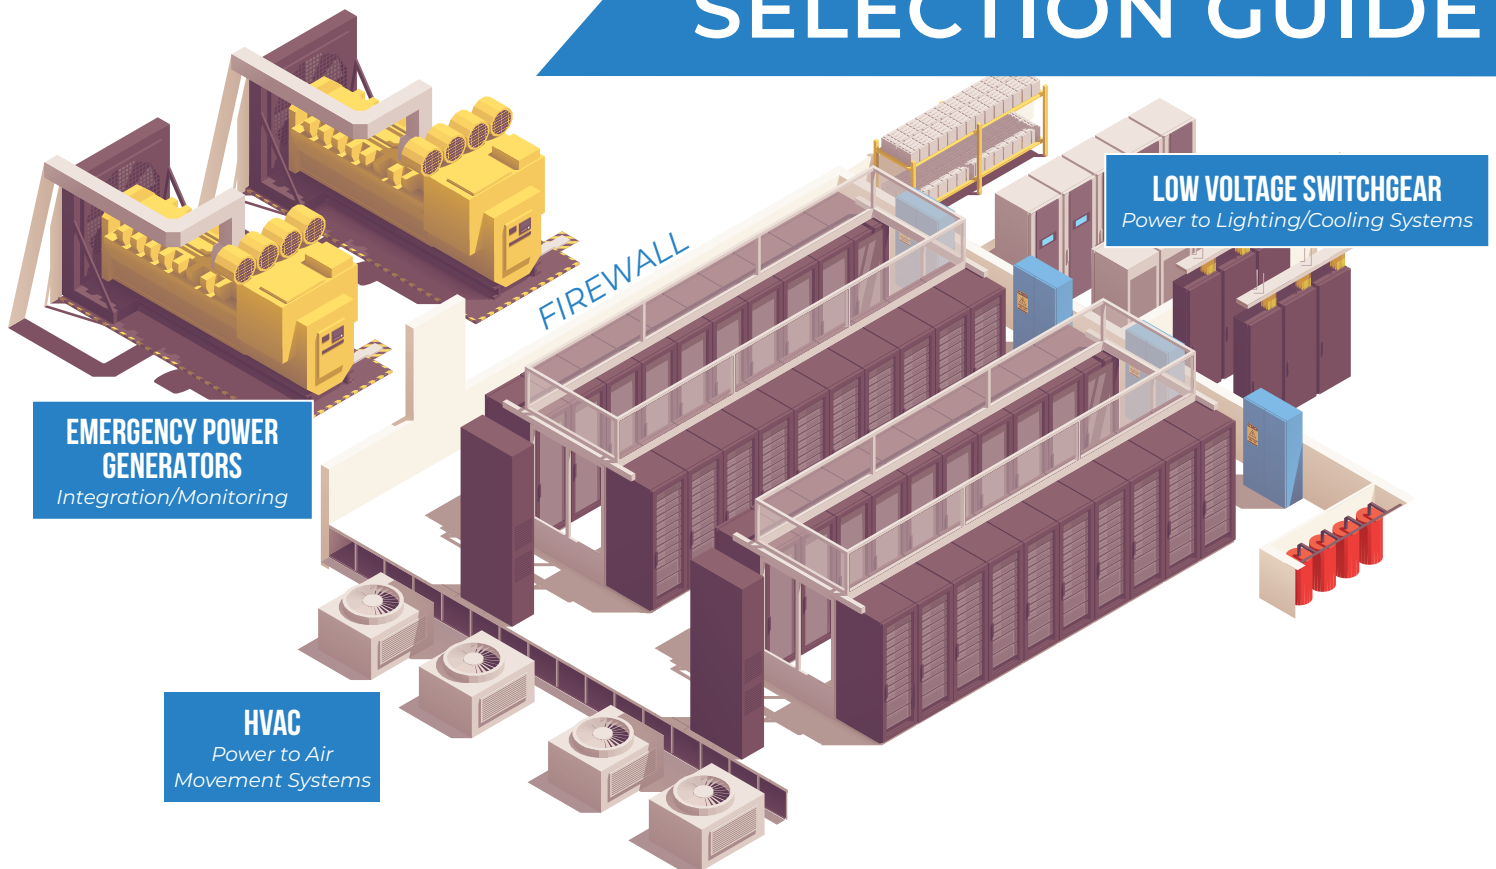 SELECTION GUIDE
LOW VOLTAGE SWITCHGEAR
Power to Lighting/Cooling Systems
FIREWALL
EMERGENCY POWER
GENERATORS
Integration/Monitoring
HVAC
Power to Air
Movement Systems